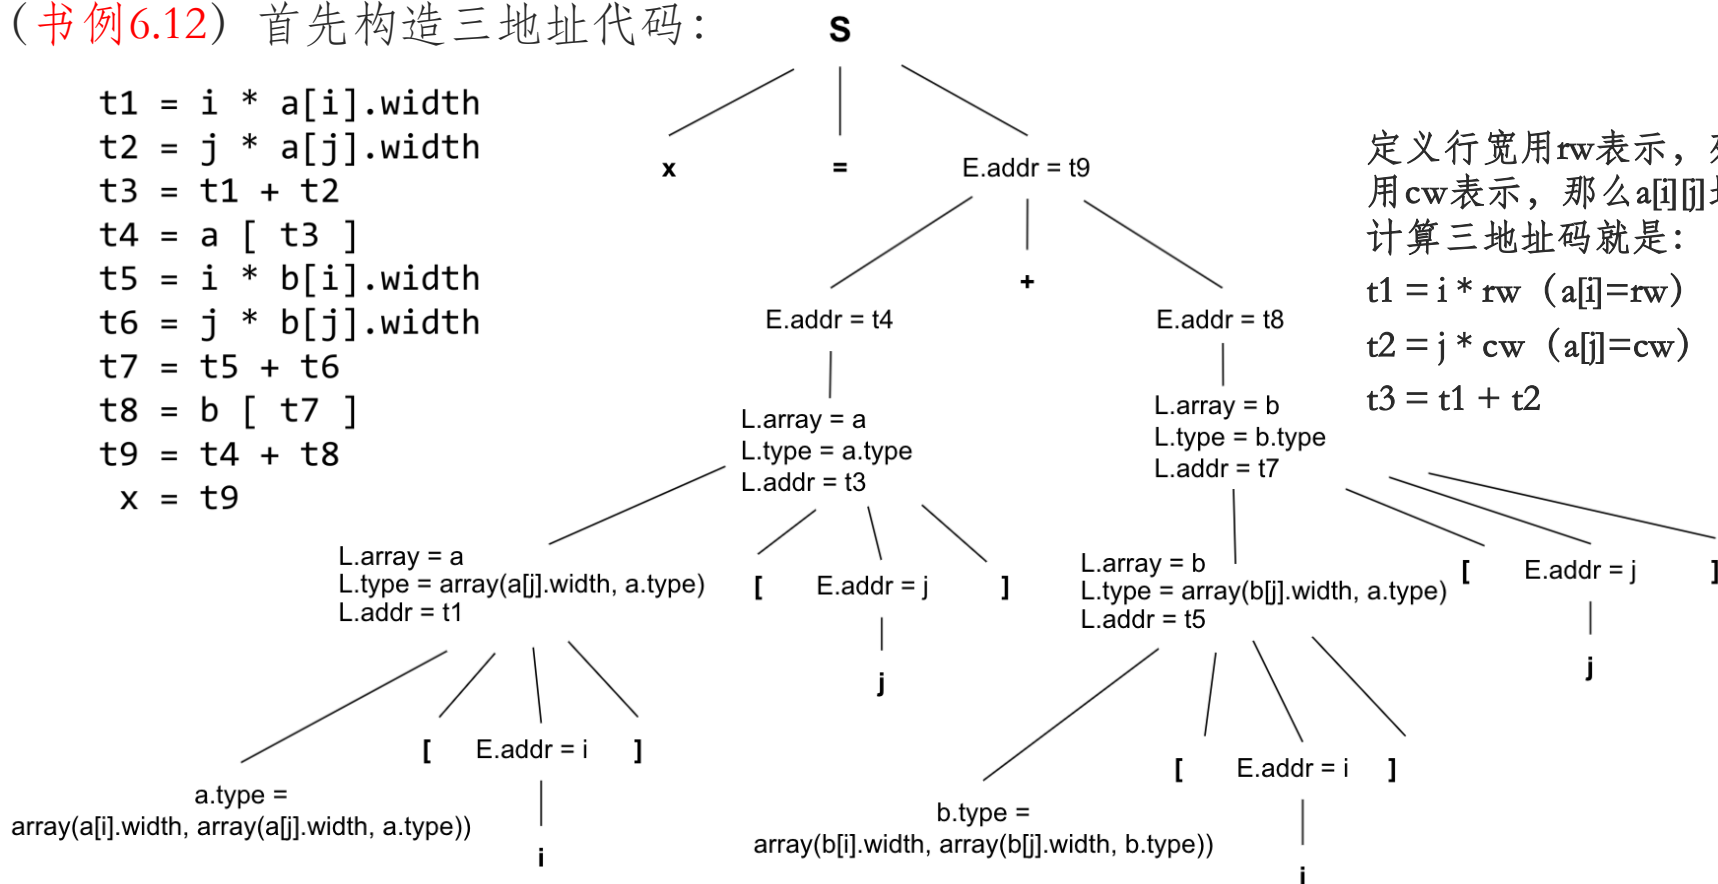 （书例6.12）首先构造三地址代码：
t1 = i * a[i].width
t2 = j * a[j].width
t3 = t1 + t2
t4 = a [ t3 ]
t5 = i * b[i].width
t6 = j * b[j].width
t7 = t5 + t6
t8 = b [ t7 ]
t9 = t4 + t8
x = t9
S
x = E.addr = t9
+
E.addr = t4 E.addr = t8
L.array = a
L.type = a.type
L.addr = t3
L.array = b
L.type = b.type
L.addr = t7
L.array = a
L.type = array(a[j].width, a.type)
L.addr = t1
[ E.addr = j ]
j
L.array = b
L.type = array(b[j].width, a.type)
L.addr = t5
[ E.addr = j ]
j
a.type =
array(a[i].width, array(a[j].width, a.type))
[ E.addr = i ]
i
b.type =
array(b[i].width, array(b[j].width, b.type))
[ E.addr = i ]
i
定义行宽用rw表示，
用cw表示，那么a[i][j]
计算三地址码就是：
t1 = i * rw（a[i]=rw）
t2 = j * cw（a[j]=cw）
t3 = t1 + t2